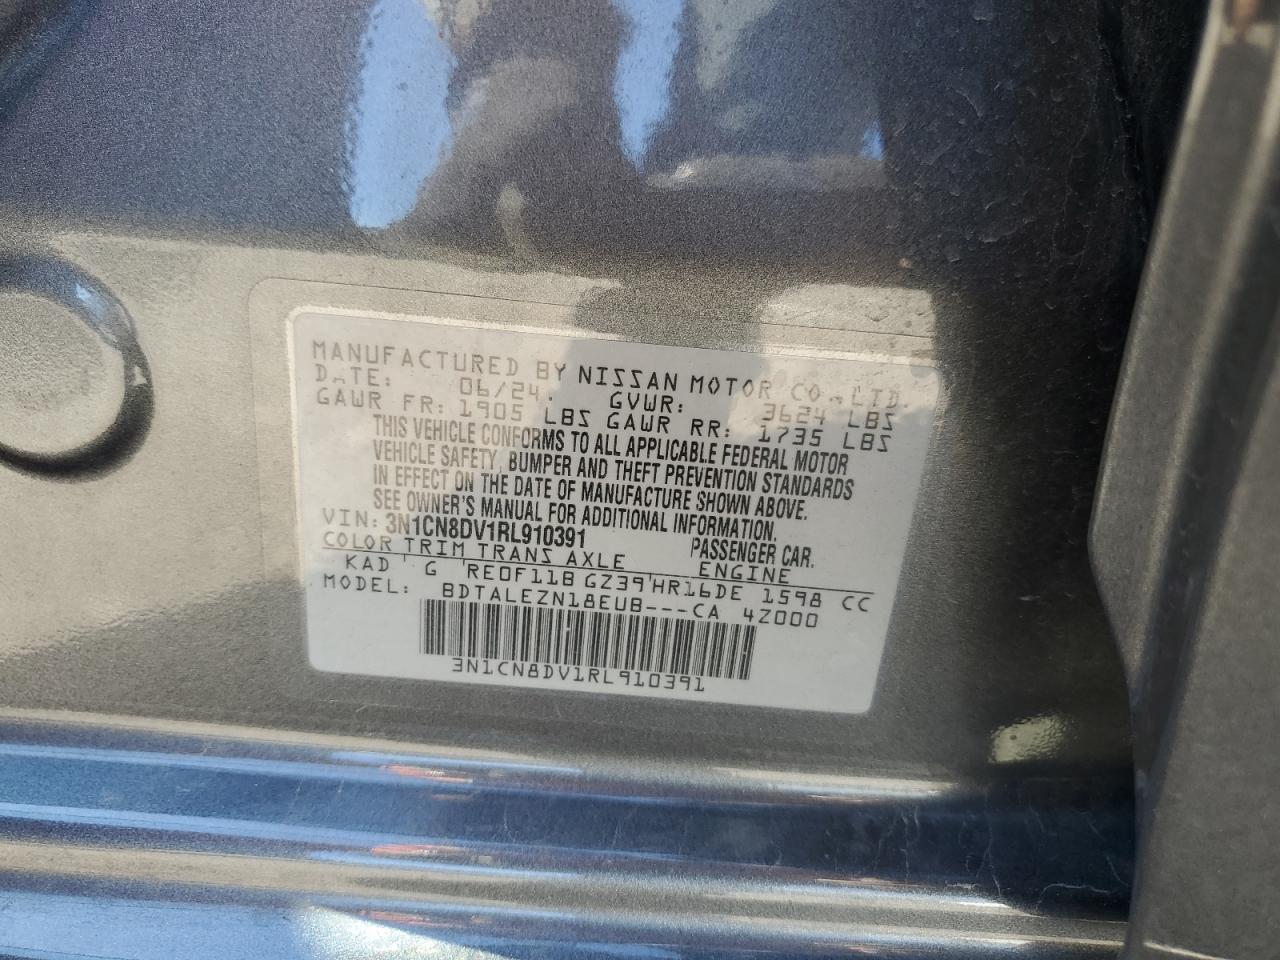 MANUFACTURED BY NISSAN MOTOR CO.,LTD.
DATE: 06/24. GVWR: 3624 LBS
GAWR FR: 1905 LBS GAWR RR: 1735 LBS
THIS VEHICLE CONFORMS TO ALL APPLICABLE FEDERAL MOTOR
VEHICLE SAFETY, BUMPER AND THEFT PREVENTION STANDARDS
IN EFFECT ON THE DATE OF MANUFACTURE SHOWN ABOVE.
SEE OWNER'S MANUAL FOR ADDITIONAL INFORMATION.
VIN: 3N1CN8DV1RL910391 PASSENGER CAR.
COLOR TRIM TRANS AXLE ENGINE
KAD G RE0F11B GZ39 HR16DE 1598 CC
MODEL: BDTALEZN18EUB---CA 4Z000
3N1CN8DV1RL910391